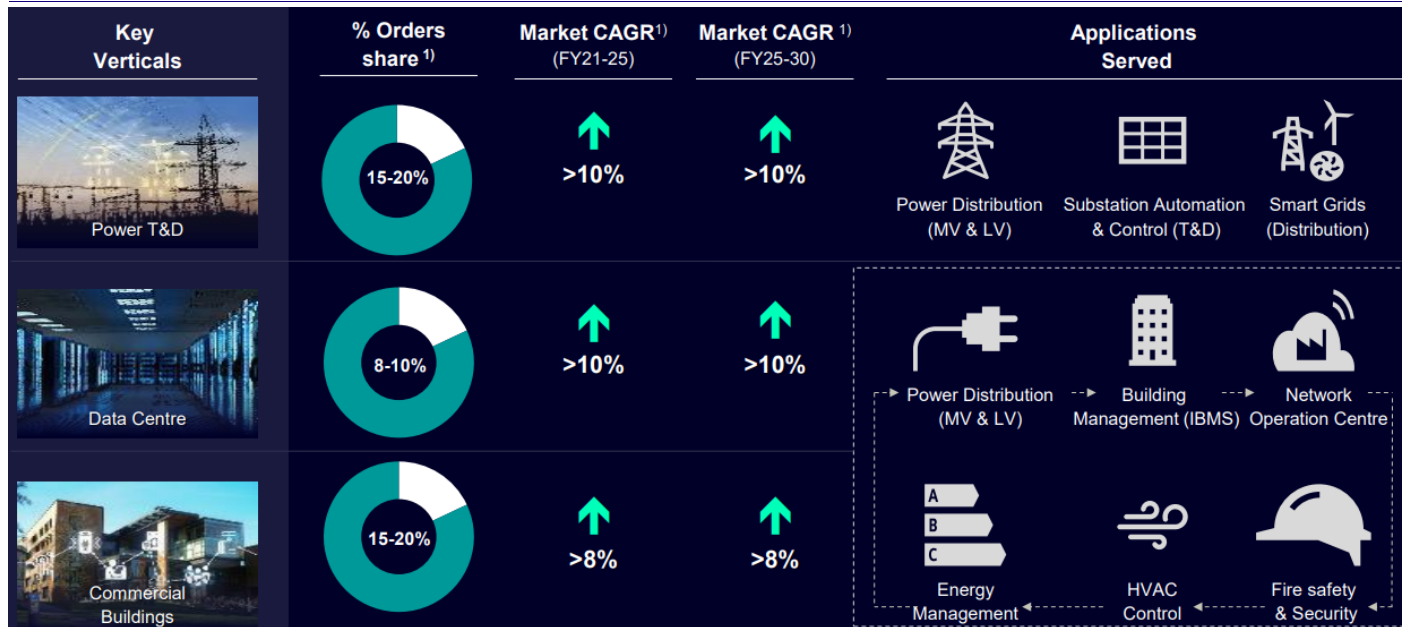 Key
Verticals
% Orders
share 1)
Market CAGR1)
(FY21-25)
Market CAGR 1)
(FY25-30)
Applications
Served
Power T&D
15-20%
>10%
>10%
Power Distribution
(MV & LV)
Substation Automation
& Control (T&D)
Smart Grids
(Distribution)
Data Centre
8-10%
>10%
>10%
Power Distribution
(MV & LV)
Building
Management (IBMS)
Network
Operation Centre
Commercial
Buildings
15-20%
>8%
>8%
A
B
C
Energy
Management
HVAC
Control
Fire safety
& Security